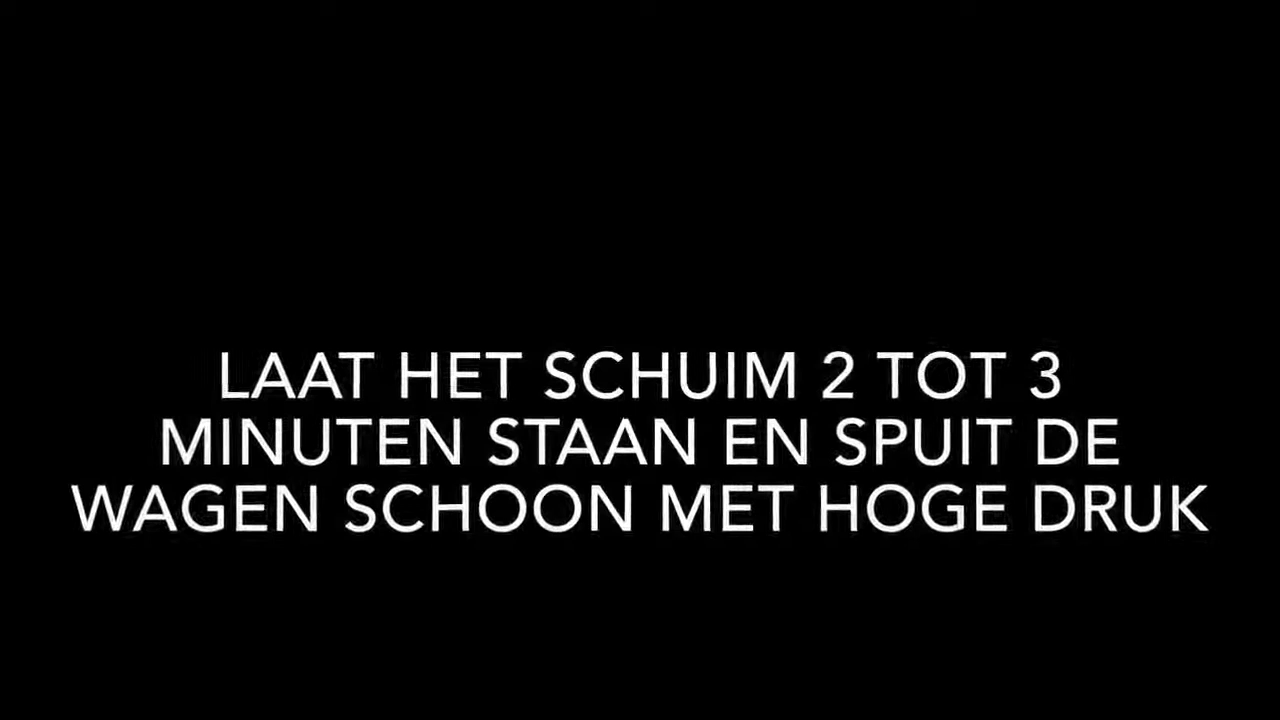 LAAT HET SCHUIM 2 TOT 3
MINUTEN STAAN EN SPUIT DE
WAGEN SCHOON MET HOGE DRUK